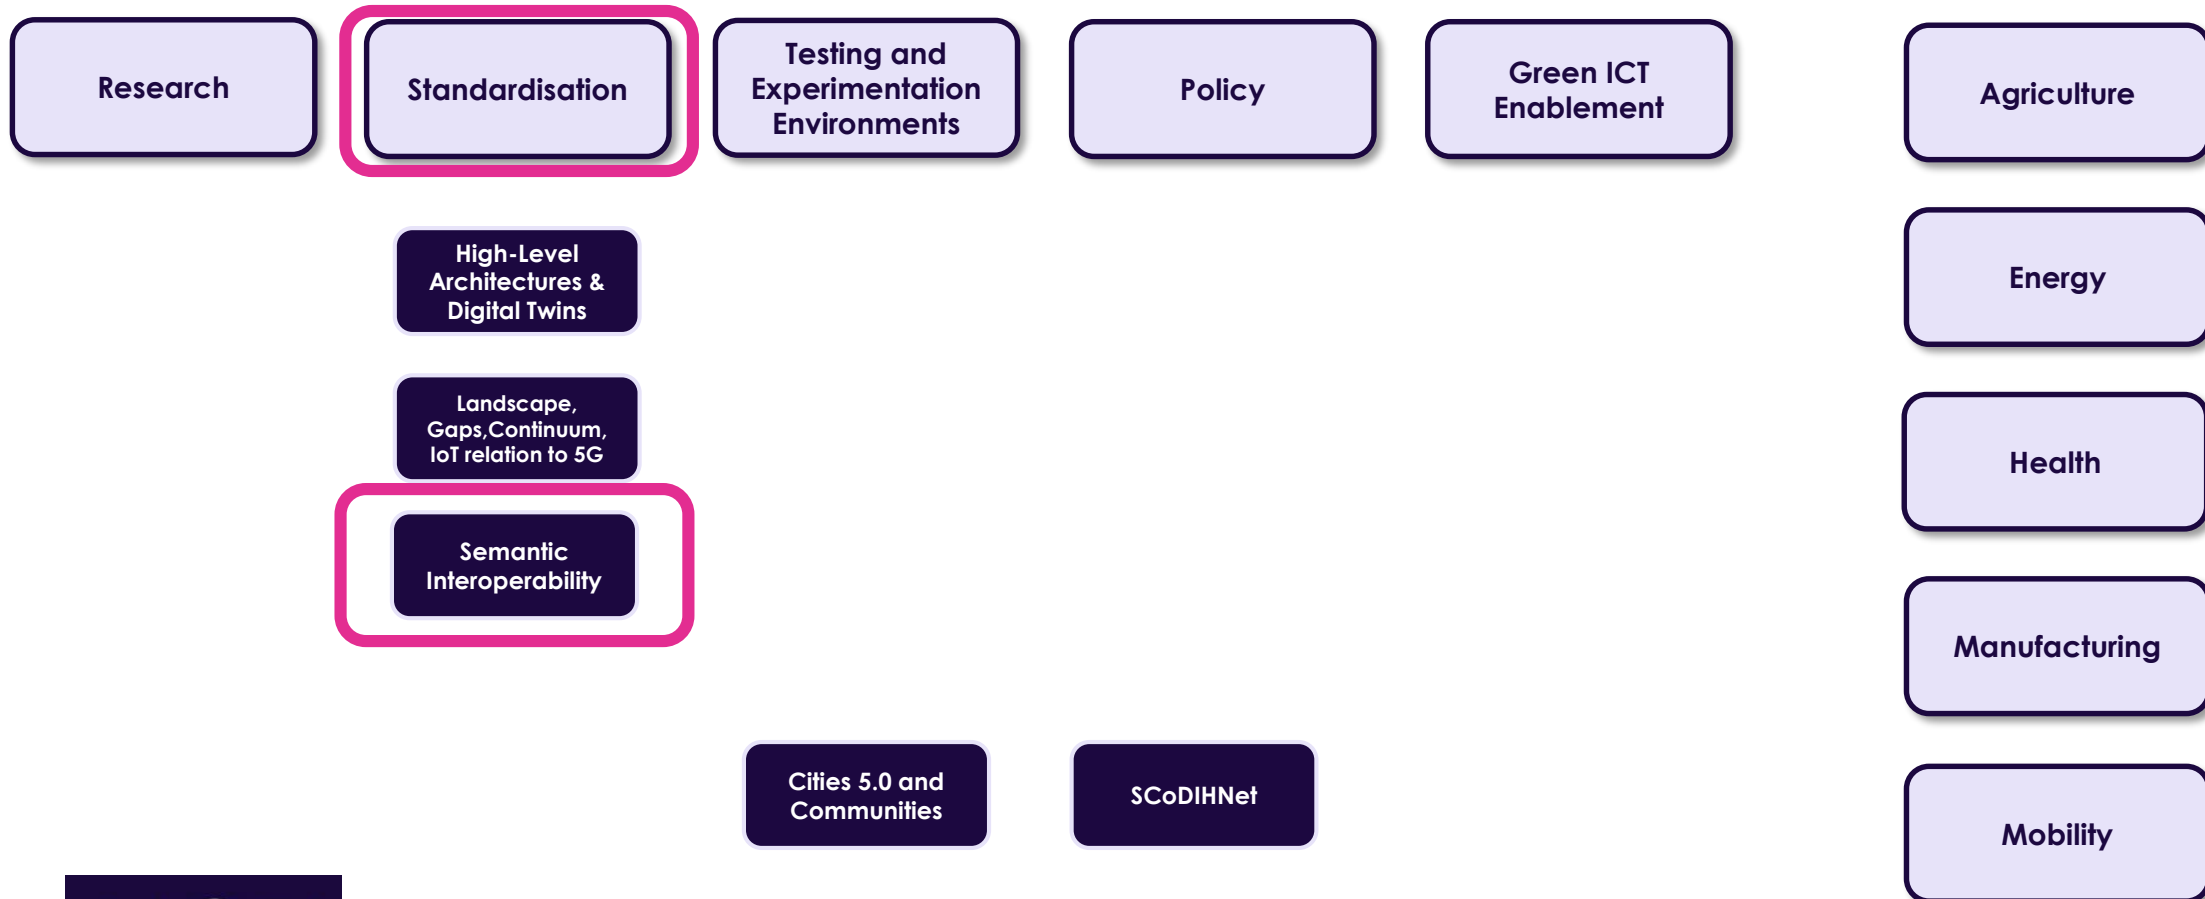 Research
Standardisation
Testing and
Experimentation
Environments
Policy
Green ICT
Enablement
Agriculture
High-Level
Architectures &
Digital Twins
Energy
Landscape,
Gaps,Continuum,
IoT relation to 5G
Health
Semantic
Interoperability
Manufacturing
Cities 5.0 and
Communities
SCoDIHNet
Mobility